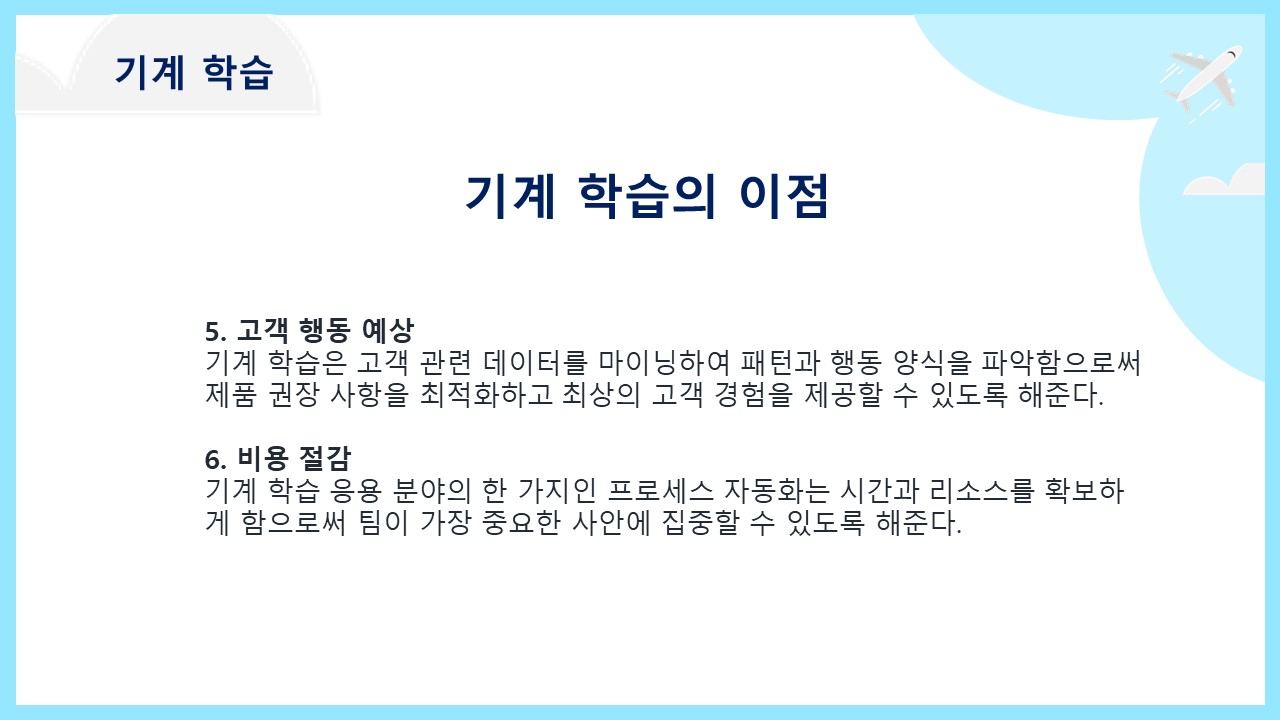 기계 학습
기계 학습의 이점
5. 고객 행동 예상
기계 학습은 고객 관련 데이터를 마이닝하여 패턴과 행동 양식을 파악함으로써
제품 권장 사항을 최적화하고 최상의 고객 경험을 제공할 수 있도록 해준다.
6. 비용 절감
기계 학습 응용 분야의 한 가지인 프로세스 자동화는 시간과 리소스를 확보하
게 함으로써 팀이 가장 중요한 사안에 집중할 수 있도록 해준다.